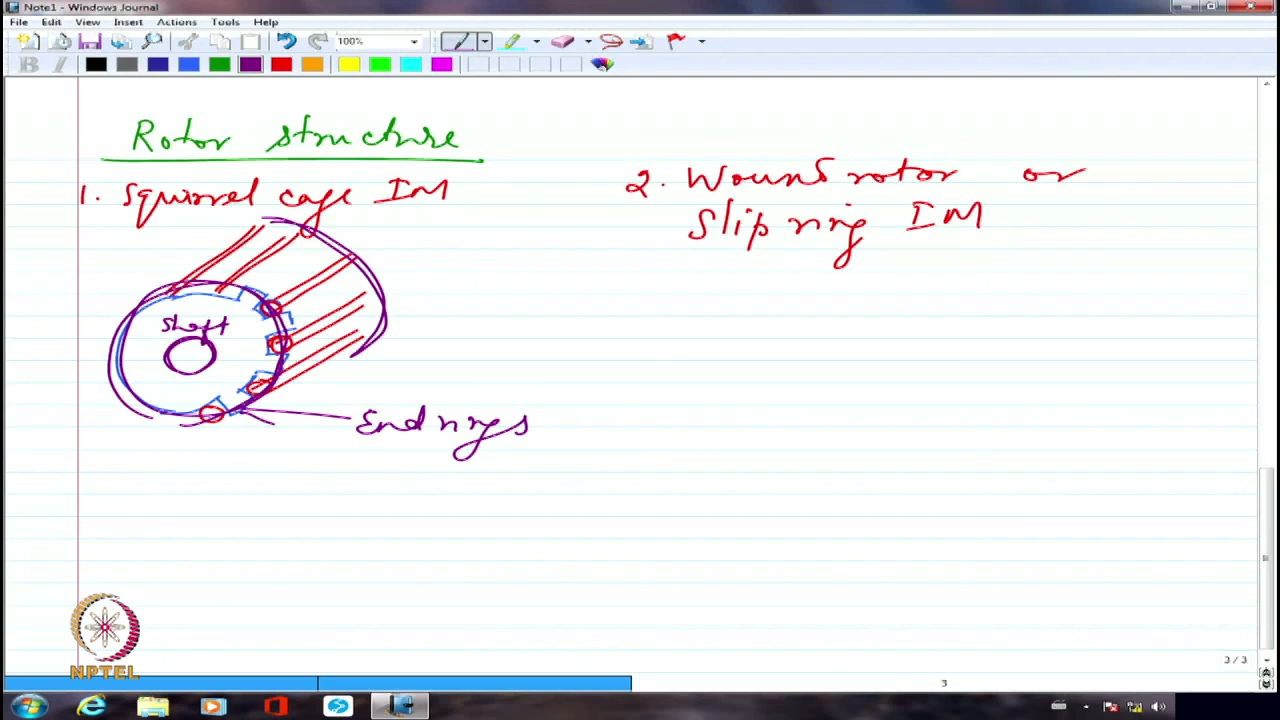 Note1 - Windows Journal
File Edit View Insert Actions Tools Help
100%
B I
Rotor structure
1. Squirrel cage IM
2. Wound rotor or
Slip ring IM
Shaft
End rings
NPTEL
3 / 3
3